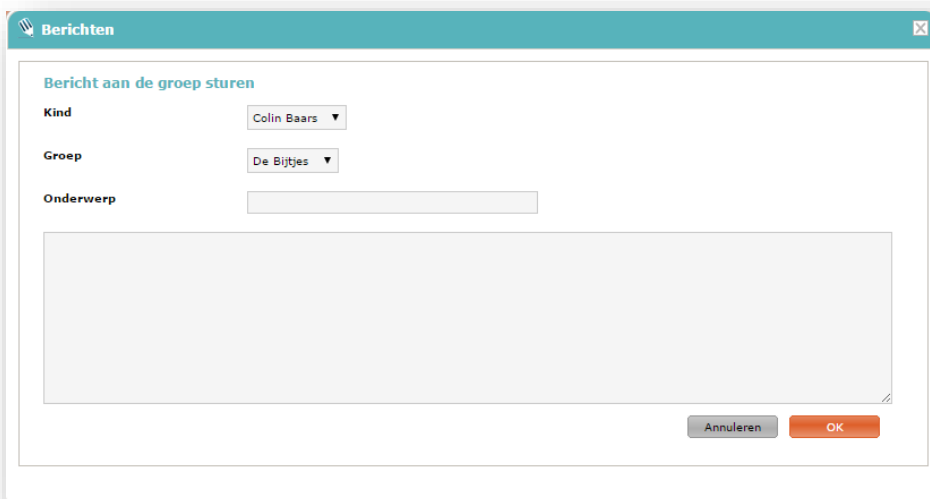 Berichten
Bericht aan de groep sturen
Kind
Colin Baars
Groep
De Bijtjes
Onderwerp
Annuleren
OK